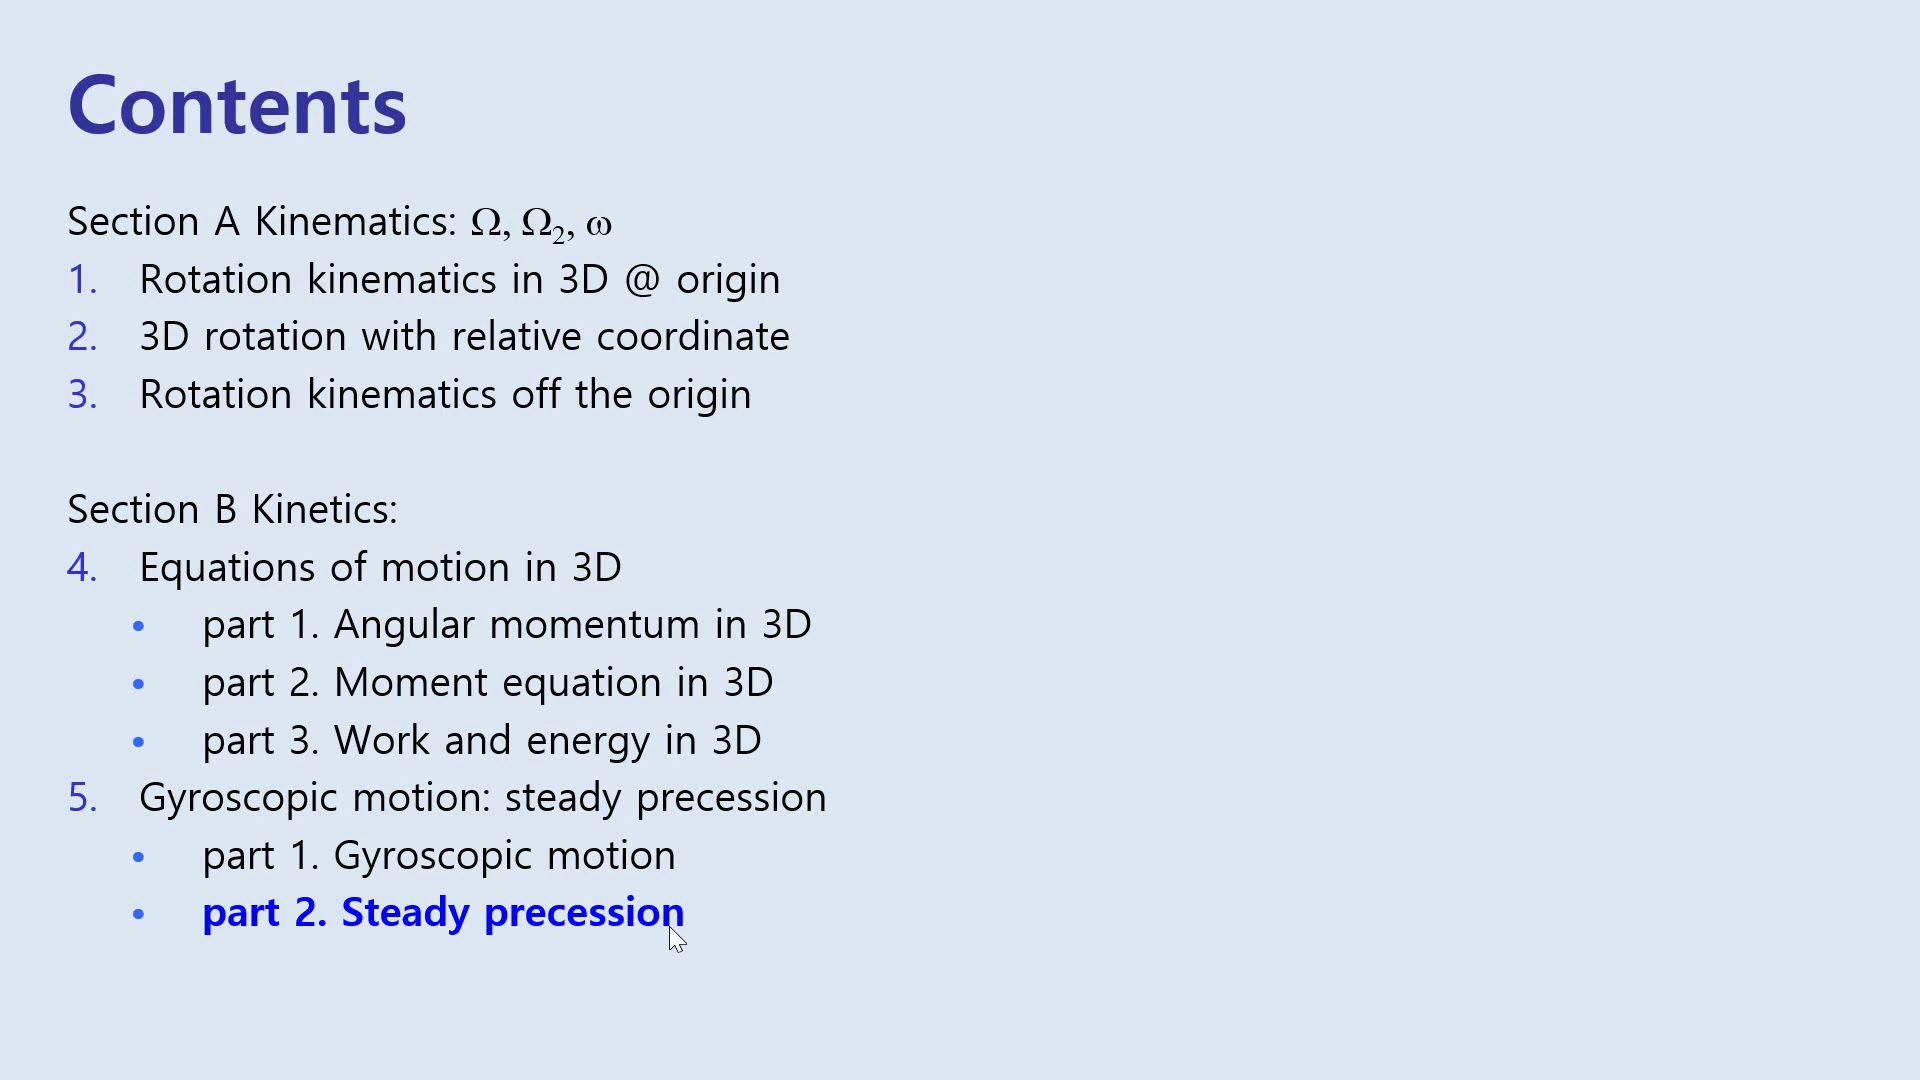 Contents
Section A Kinematics: Ω, Ω₂, ω
1. Rotation kinematics in 3D @ origin
2. 3D rotation with relative coordinate
3. Rotation kinematics off the origin
Section B Kinetics:
4. Equations of motion in 3D
• part 1. Angular momentum in 3D
• part 2. Moment equation in 3D
• part 3. Work and energy in 3D
5. Gyroscopic motion: steady precession
• part 1. Gyroscopic motion
• part 2. Steady precession